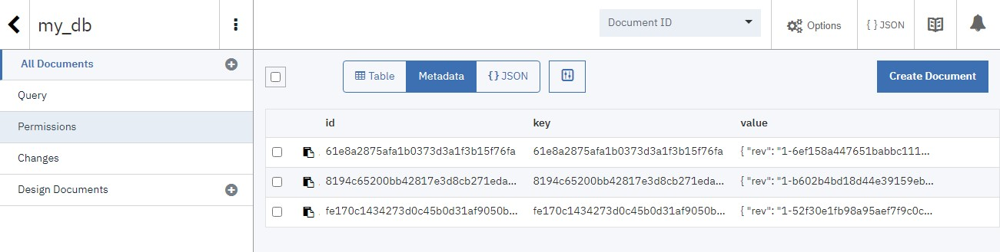 my_db
Document ID
Options
{ } JSON
All Documents
Query
Permissions
Changes
Design Documents
Table
Metadata
{ } JSON
Create Document
id key value
61e8a2875afa1b0373d3a1f3b15f76fa 61e8a2875afa1b0373d3a1f3b15f76fa { "rev": "1-6ef158a447651babbc111...
8194c65200bb42817e3d8cb271eda... 8194c65200bb42817e3d8cb271eda... { "rev": "1-b602b4bd18d44e39159eb...
fe170c1434273d0c45b0d31af9050b... fe170c1434273d0c45b0d31af9050b... { "rev": "1-52f30e1fb98a95aef7f9c0c...